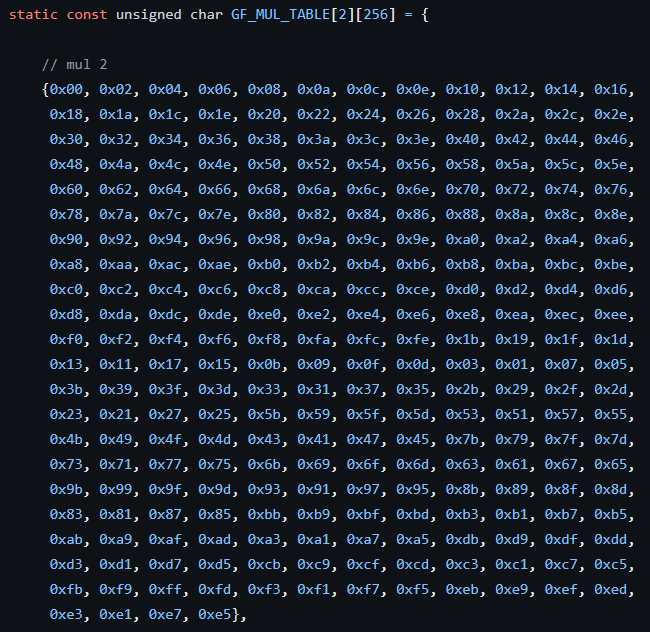 static const unsigned char GF_MUL_TABLE[2][256] = {
// mul 2
{0x00, 0x02, 0x04, 0x06, 0x08, 0x0a, 0x0c, 0x0e, 0x10, 0x12, 0x14, 0x16,
0x18, 0x1a, 0x1c, 0x1e, 0x20, 0x22, 0x24, 0x26, 0x28, 0x2a, 0x2c, 0x2e,
0x30, 0x32, 0x34, 0x36, 0x38, 0x3a, 0x3c, 0x3e, 0x40, 0x42, 0x44, 0x46,
0x48, 0x4a, 0x4c, 0x4e, 0x50, 0x52, 0x54, 0x56, 0x58, 0x5a, 0x5c, 0x5e,
0x60, 0x62, 0x64, 0x66, 0x68, 0x6a, 0x6c, 0x6e, 0x70, 0x72, 0x74, 0x76,
0x78, 0x7a, 0x7c, 0x7e, 0x80, 0x82, 0x84, 0x86, 0x88, 0x8a, 0x8c, 0x8e,
0x90, 0x92, 0x94, 0x96, 0x98, 0x9a, 0x9c, 0x9e, 0xa0, 0xa2, 0xa4, 0xa6,
0xa8, 0xaa, 0xac, 0xae, 0xb0, 0xb2, 0xb4, 0xb6, 0xb8, 0xba, 0xbc, 0xbe,
0xc0, 0xc2, 0xc4, 0xc6, 0xc8, 0xca, 0xcc, 0xce, 0xd0, 0xd2, 0xd4, 0xd6,
0xd8, 0xda, 0xdc, 0xde, 0xe0, 0xe2, 0xe4, 0xe6, 0xe8, 0xea, 0xec, 0xee,
0xf0, 0xf2, 0xf4, 0xf6, 0xf8, 0xfa, 0xfc, 0xfe, 0x1b, 0x19, 0x1f, 0x1d,
0x13, 0x11, 0x17, 0x15, 0x0b, 0x09, 0x0f, 0x0d, 0x03, 0x01, 0x07, 0x05,
0x3b, 0x39, 0x3f, 0x3d, 0x33, 0x31, 0x37, 0x35, 0x2b, 0x29, 0x2f, 0x2d,
0x23, 0x21, 0x27, 0x25, 0x5b, 0x59, 0x5f, 0x5d, 0x53, 0x51, 0x57, 0x55,
0x4b, 0x49, 0x4f, 0x4d, 0x43, 0x41, 0x47, 0x45, 0x7b, 0x79, 0x7f, 0x7d,
0x73, 0x71, 0x77, 0x75, 0x6b, 0x69, 0x6f, 0x6d, 0x63, 0x61, 0x67, 0x65,
0x9b, 0x99, 0x9f, 0x9d, 0x93, 0x91, 0x97, 0x95, 0x8b, 0x89, 0x8f, 0x8d,
0x83, 0x81, 0x87, 0x85, 0xbb, 0xb9, 0xbf, 0xbd, 0xb3, 0xb1, 0xb7, 0xb5,
0xab, 0xa9, 0xaf, 0xad, 0xa3, 0xa1, 0xa7, 0xa5, 0xdb, 0xd9, 0xdf, 0xdd,
0xd3, 0xd1, 0xd7, 0xd5, 0xcb, 0xc9, 0xcf, 0xcd, 0xc3, 0xc1, 0xc7, 0xc5,
0xfb, 0xf9, 0xff, 0xfd, 0xf3, 0xf1, 0xf7, 0xf5, 0xeb, 0xe9, 0xef, 0xed,
0xe3, 0xe1, 0xe7, 0xe5},